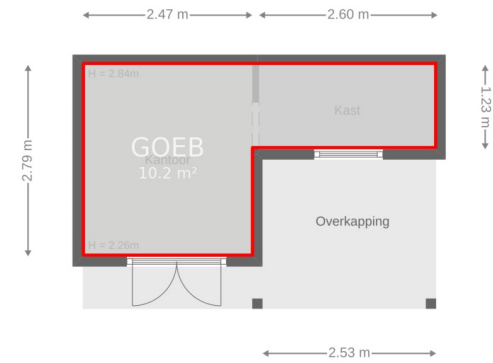 2.47 m
2.60 m
H = 2.84m
Kast
1.23 m
2.79 m
GOEB
Kantoor
10.2 m²
Overkapping
H = 2.26m
2.53 m